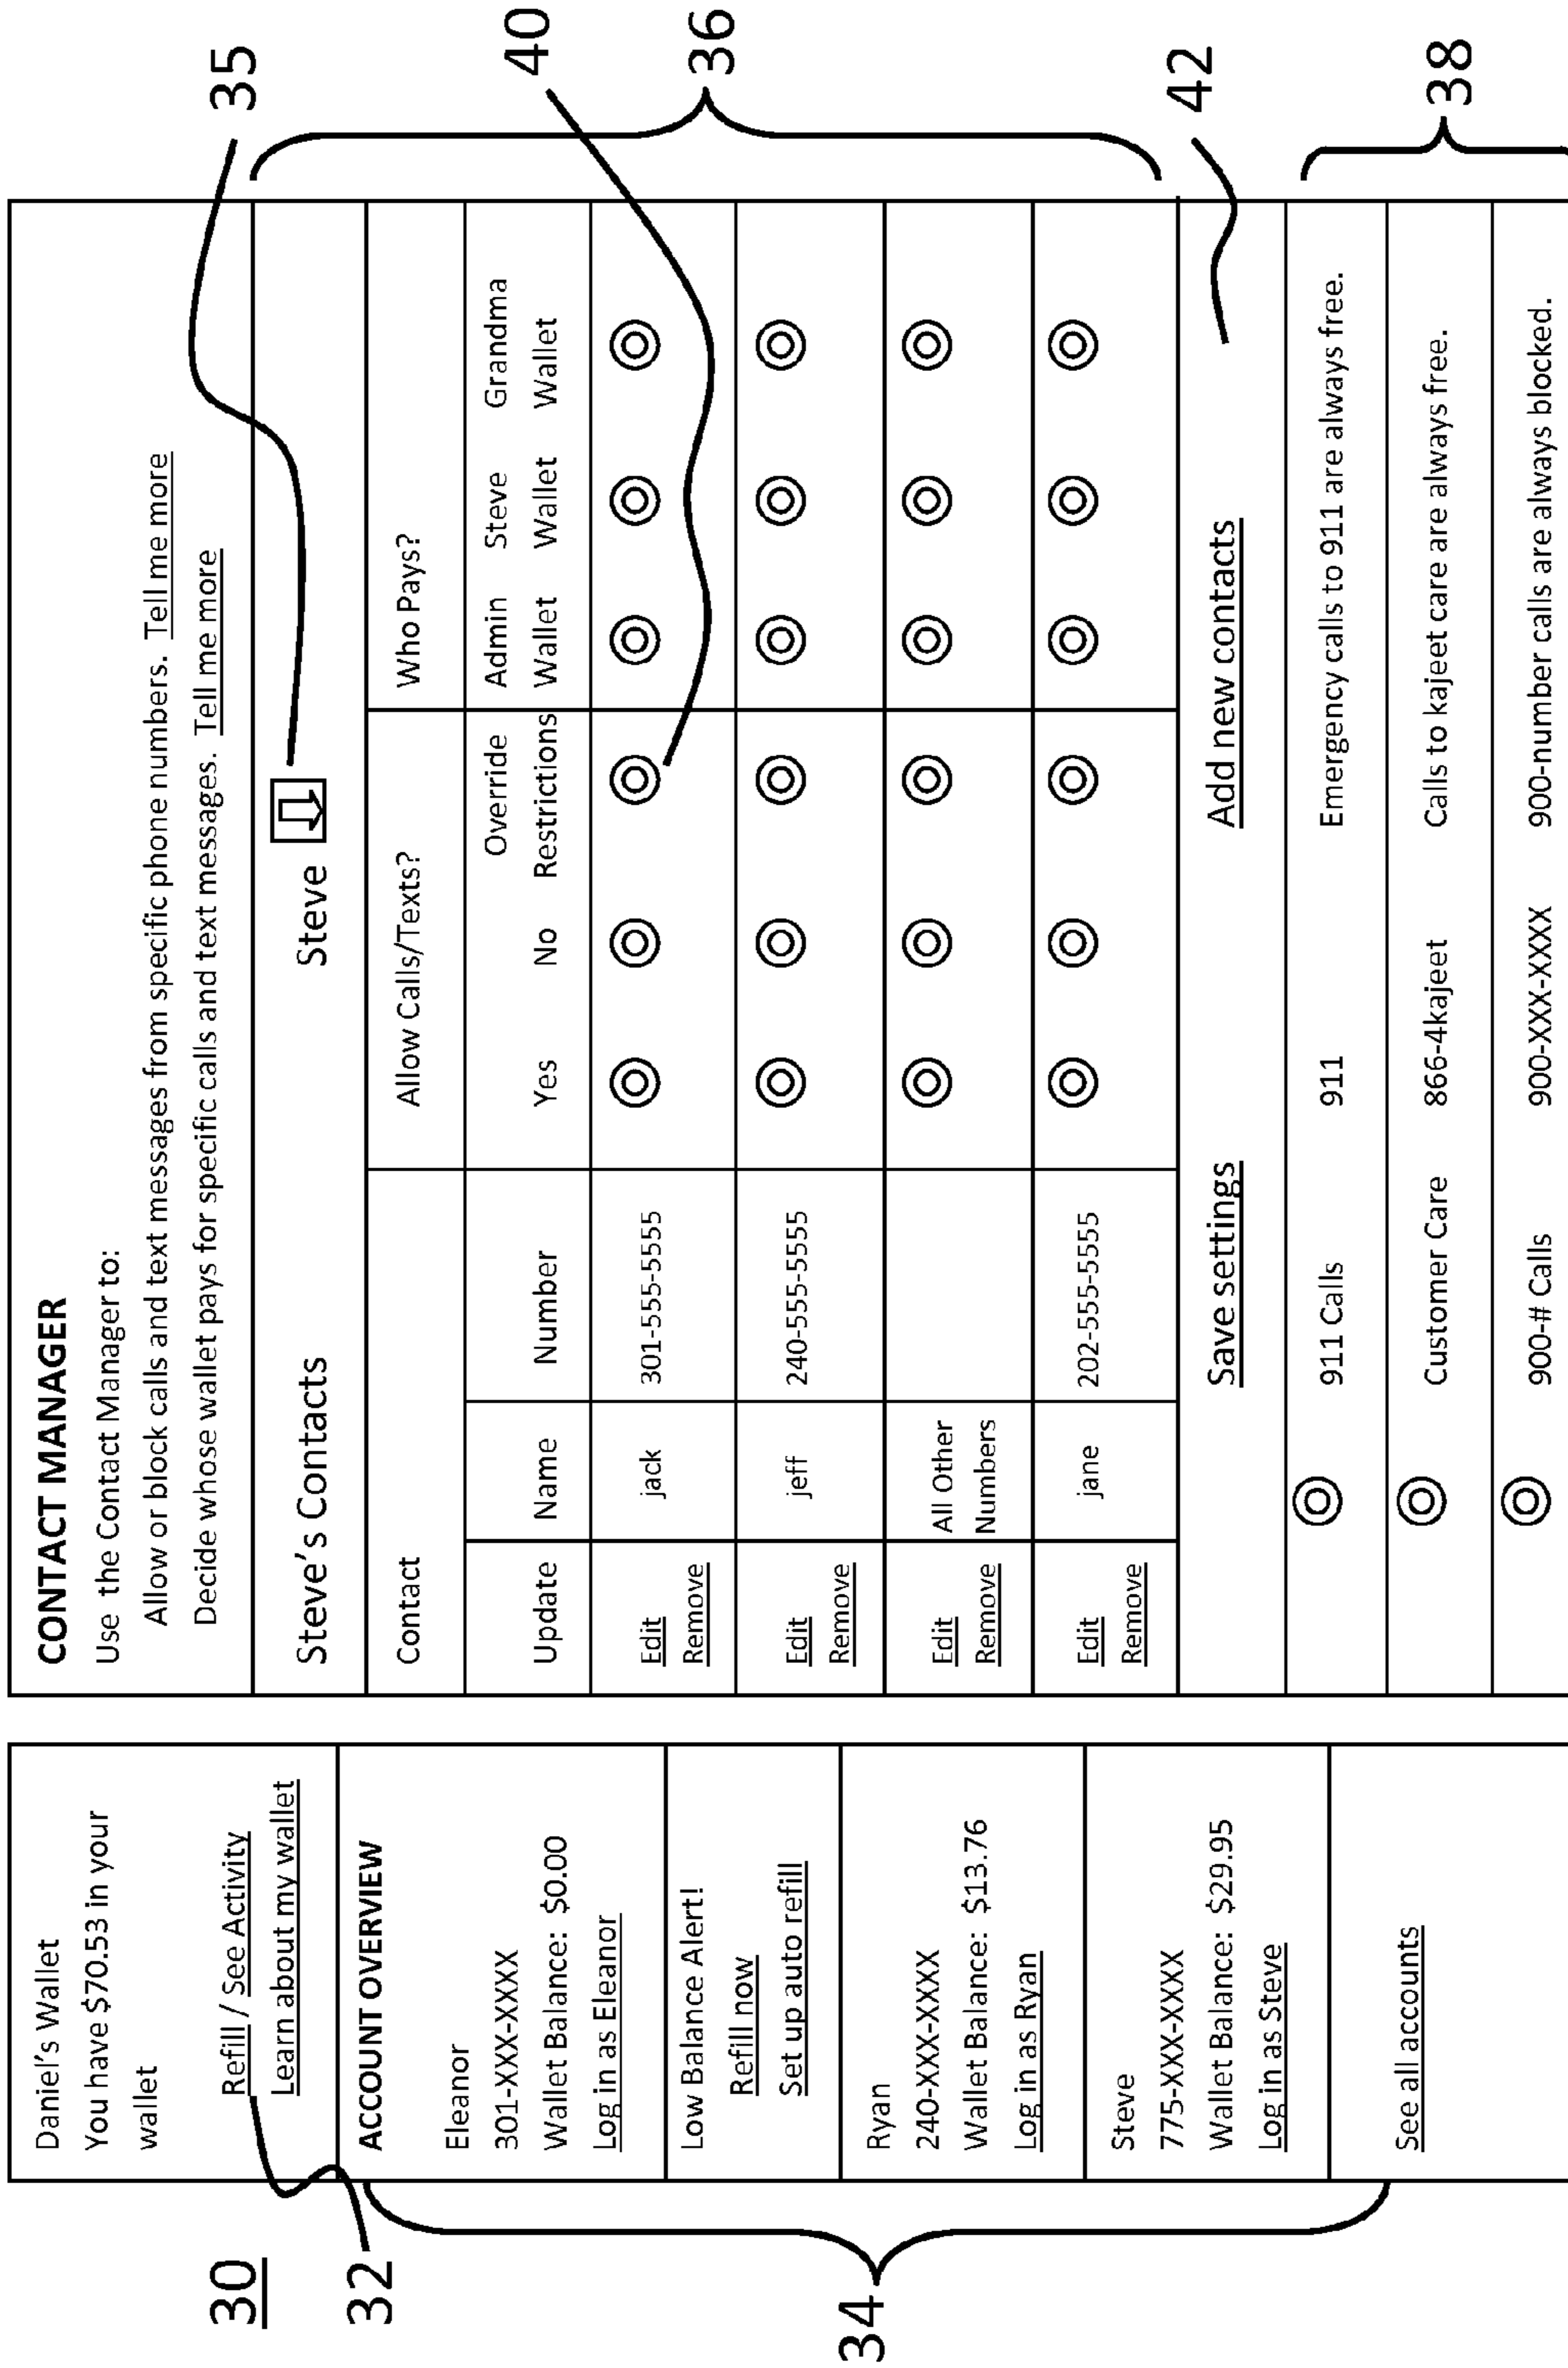 30
32
34
Daniel's Wallet
You have $70.53 in your
wallet
Refill / See Activity
Learn about my wallet
ACCOUNT OVERVIEW
Eleanor
301-XXX-XXXX
Wallet Balance: $0.00
Log in as Eleanor
Low Balance Alert!
Refill now
Set up auto refill
Ryan
240-XXX-XXXX
Wallet Balance: $13.76
Log in as Ryan
Steve
775-XXX-XXXX
Wallet Balance: $29.95
Log in as Steve
See all accounts
CONTACT MANAGER
Use the Contact Manager to:
Allow or block calls and text messages from specific phone numbers. Tell me more
Decide whose wallet pays for specific calls and text messages. Tell me more
Steve's Contacts Steve
Contact Allow Calls/Texts? Who Pays?
Update Name Number Yes No Override Restrictions Admin Wallet Steve Wallet Grandma Wallet
Edit jack 301-555-5555
Remove
Edit jeff 240-555-5555
Remove
Edit All Other
Remove Numbers
Edit jane 202-555-5555
Remove
Save settings Add new contacts
911 Calls 911 Emergency calls to 911 are always free.
Customer Care 866-4kajeet Calls to kajeet care are always free.
900-# Calls 900-XXX-XXXX 900-number calls are always blocked.
35
40
36
42
38